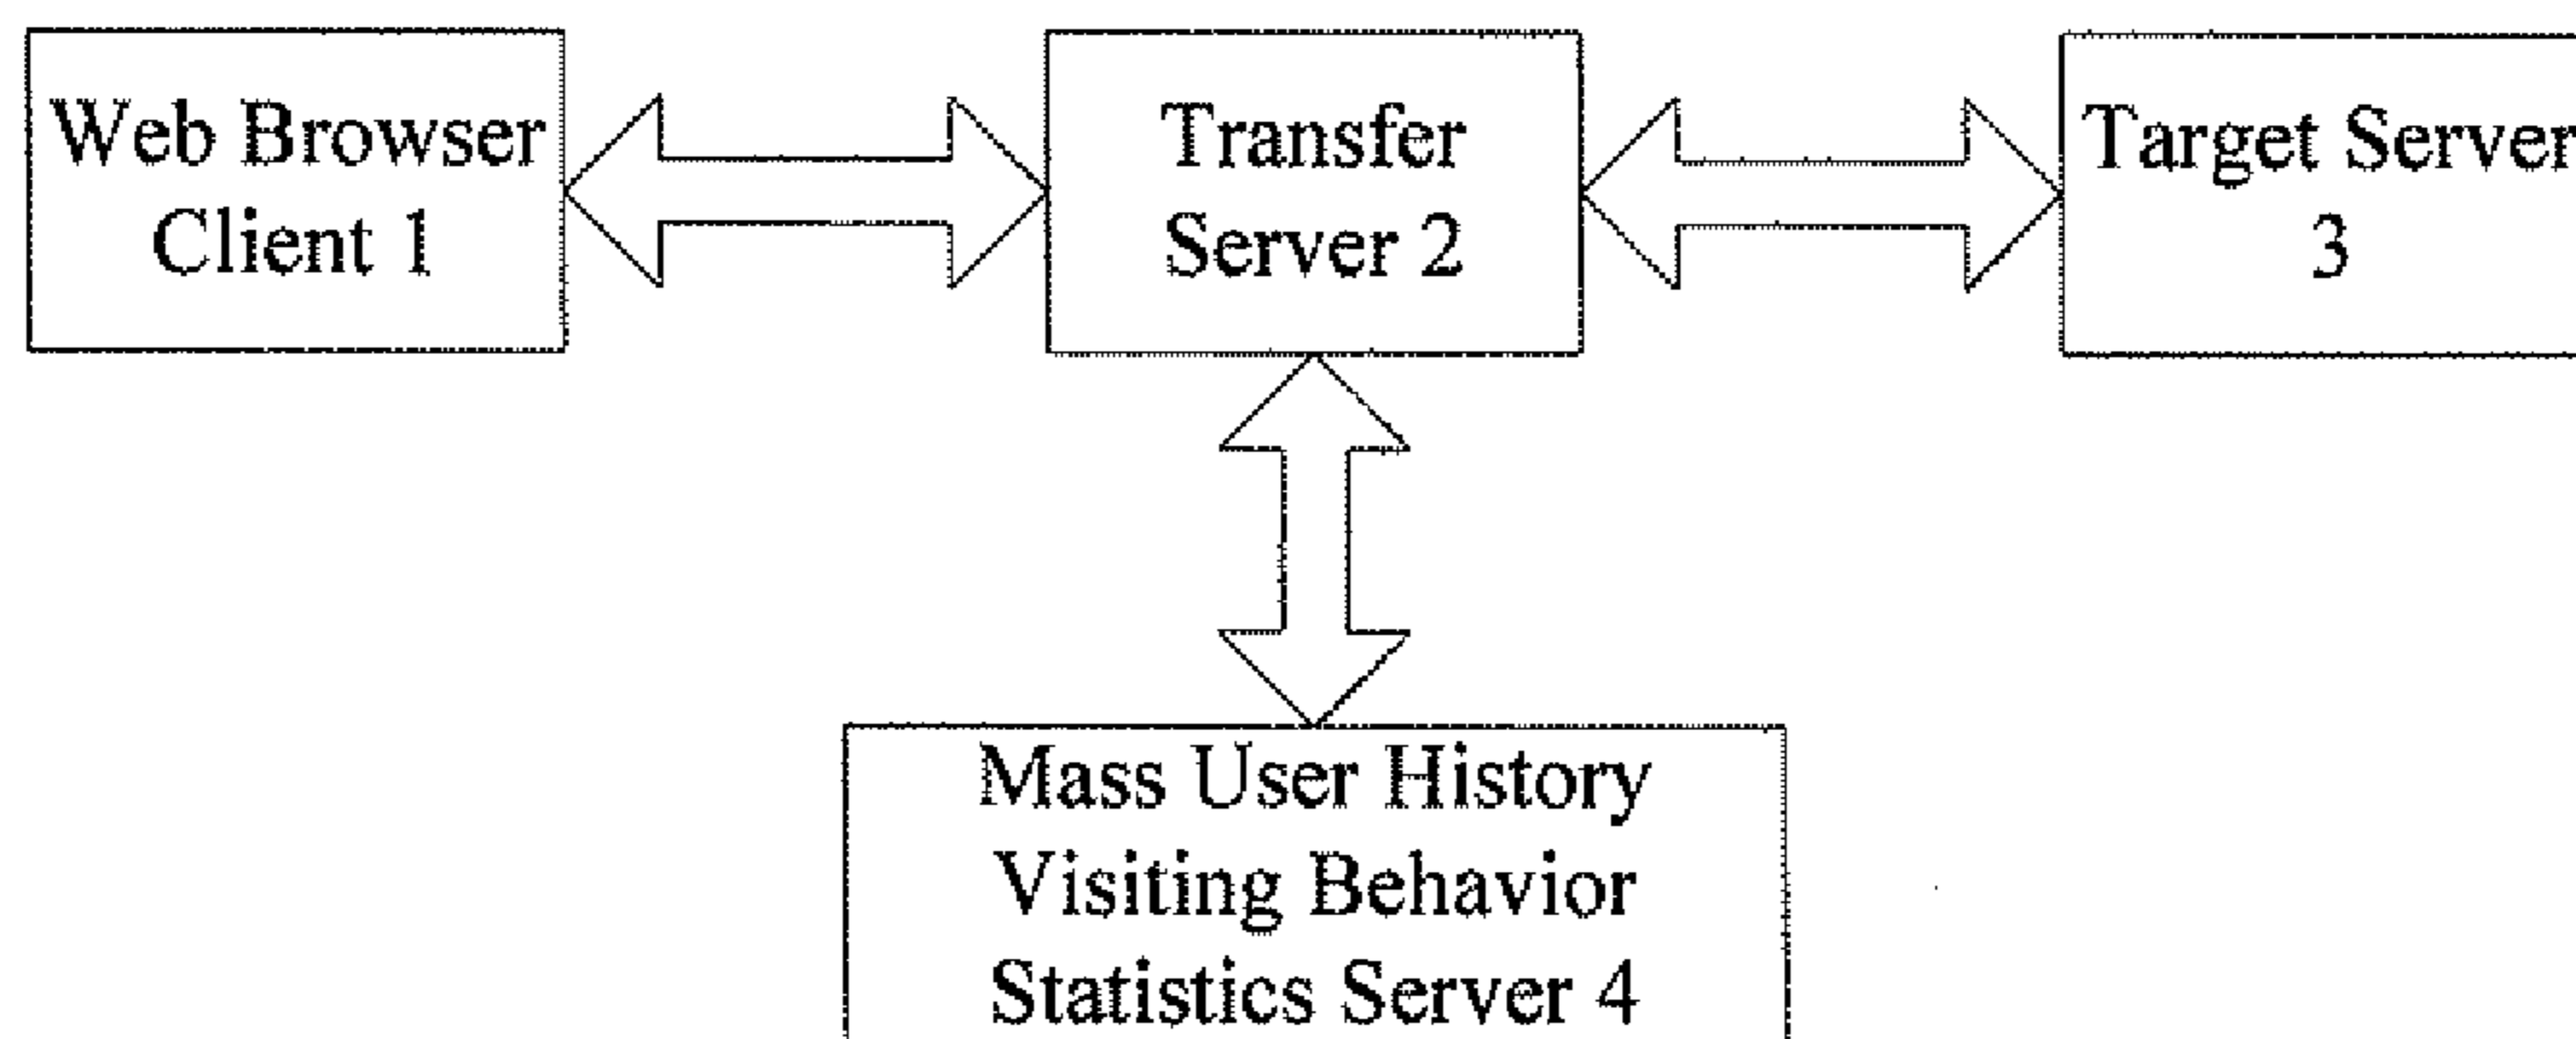 Web Browser
Client 1
Transfer
Server 2
Target Server
3
Mass User History
Visiting Behavior
Statistics Server 4